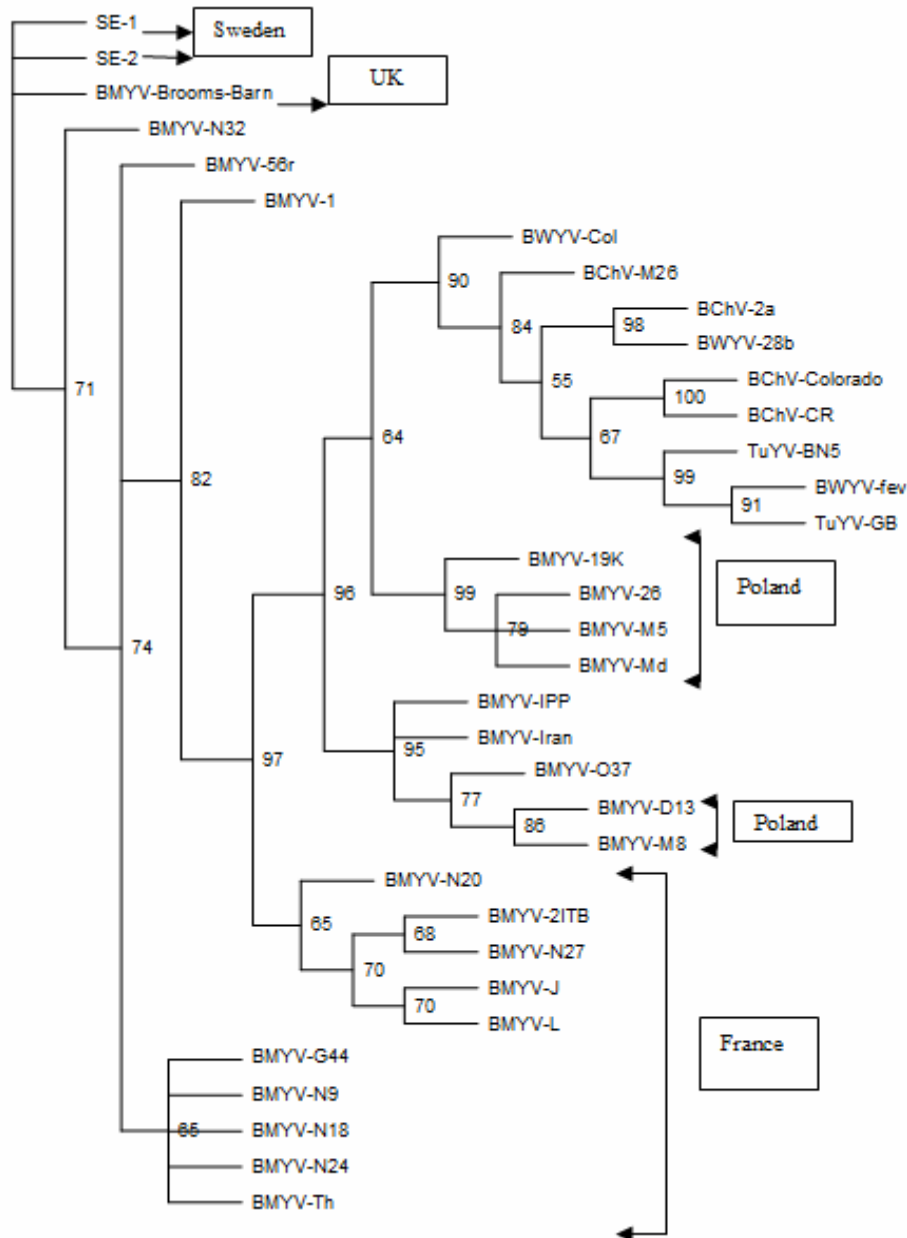 SE-1
Sweden
SE-2
UK
BMYV-Brooms-Barn
BMYV-N32
BMYV-56r
BMYV-1
BWYV-Col
BChV-M26
90
BChV-2a
84
98
BWYV-28b
55
BChV-Colorado
71
100
BChV-CR
64
67
TuYV-BN5
82
99
BWYV-fev
91
TuYV-GB
BMYV-19K
96
99
BMYV-26
Poland
79
BMYV-M5
74
BMYV-Md
BMYV-IPP
BMYV-Iran
97
95
BMYV-O37
77
BMYV-D13
86
Poland
BMYV-M8
BMYV-N20
65
BMYV-2ITB
68
BMYV-N27
70
BMYV-J
70
BMYV-L
France
BMYV-G44
BMYV-N9
65
BMYV-N18
BMYV-N24
BMYV-Th